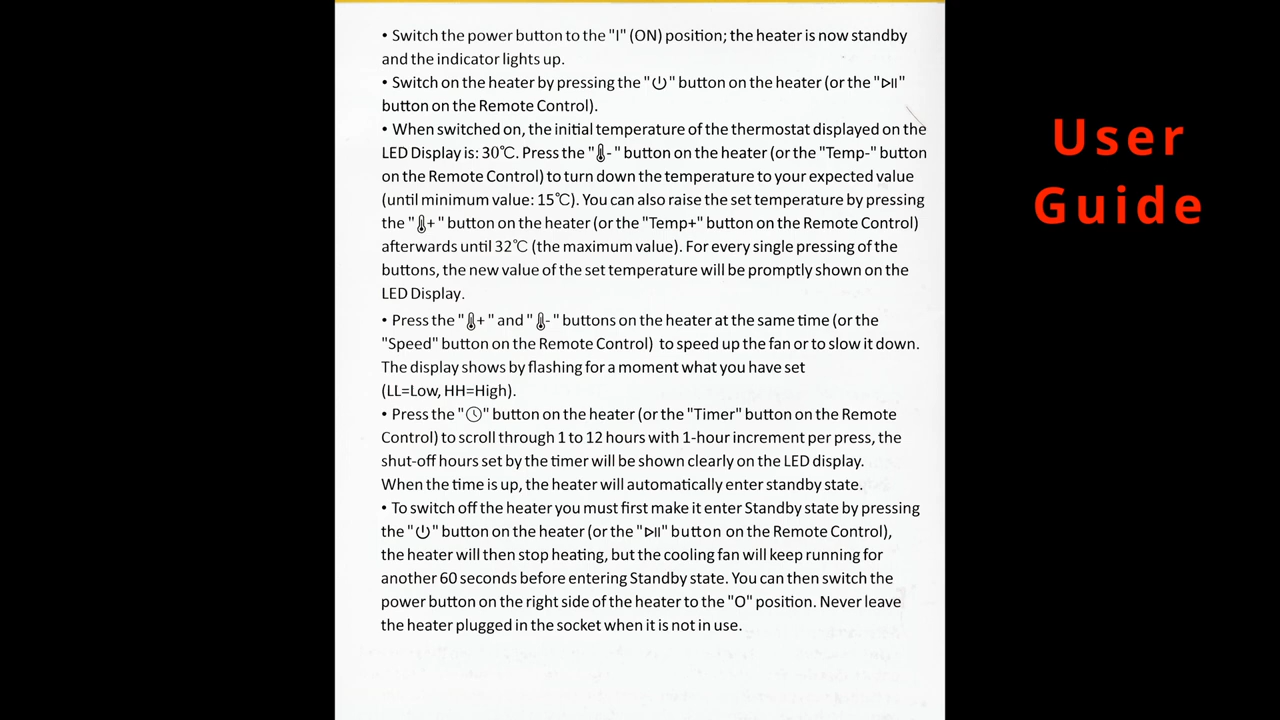 • Switch the power button to the "I" (ON) position; the heater is now standby
and the indicator lights up.
• Switch on the heater by pressing the "⏻" button on the heater (or the "▷II"
button on the Remote Control).
• When switched on, the initial temperature of the thermostat displayed on the
LED Display is: 30℃. Press the "🌡- " button on the heater (or the "Temp-" button
on the Remote Control) to turn down the temperature to your expected value
(until minimum value: 15℃). You can also raise the set temperature by pressing
the "🌡+ " button on the heater (or the "Temp+" button on the Remote Control)
afterwards until 32℃ (the maximum value). For every single pressing of the
buttons, the new value of the set temperature will be promptly shown on the
LED Display.
• Press the "🌡+ " and "🌡- " buttons on the heater at the same time (or the
"Speed" button on the Remote Control) to speed up the fan or to slow it down.
The display shows by flashing for a moment what you have set
(LL=Low, HH=High).
• Press the "🕓" button on the heater (or the "Timer" button on the Remote
Control) to scroll through 1 to 12 hours with 1-hour increment per press, the
shut-off hours set by the timer will be shown clearly on the LED display.
When the time is up, the heater will automatically enter standby state.
• To switch off the heater you must first make it enter Standby state by pressing
the "⏻" button on the heater (or the "▷II" button on the Remote Control),
the heater will then stop heating, but the cooling fan will keep running for
another 60 seconds before entering Standby state. You can then switch the
power button on the right side of the heater to the "O" position. Never leave
the heater plugged in the socket when it is not in use.
User
Guide